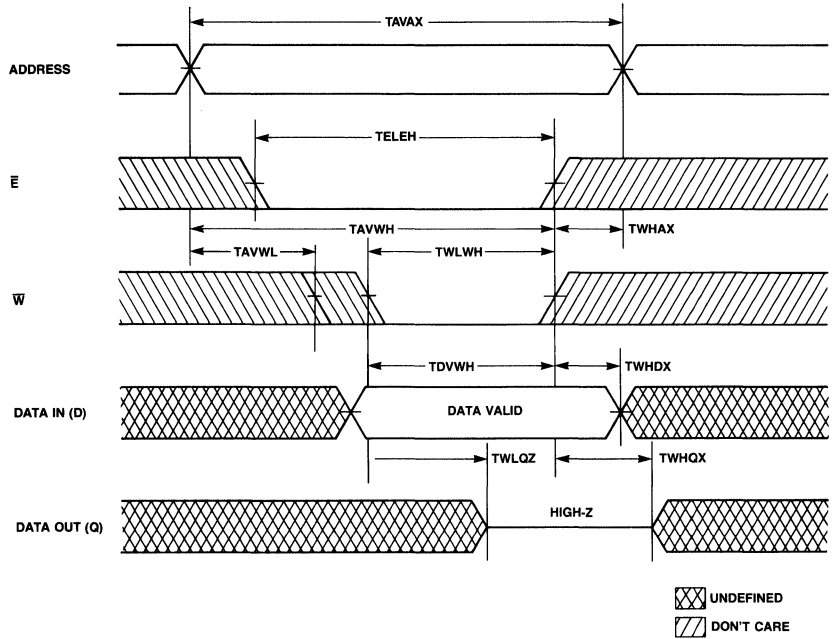 TAVAX
ADDRESS
TELEH
E̅
TAVWH
TWHAX
TAVWL
TWLWH
W̅
TDVWH
TWHDX
DATA IN (D)
DATA VALID
TWLQZ
TWHQX
DATA OUT (Q)
HIGH-Z
UNDEFINED
DON'T CARE